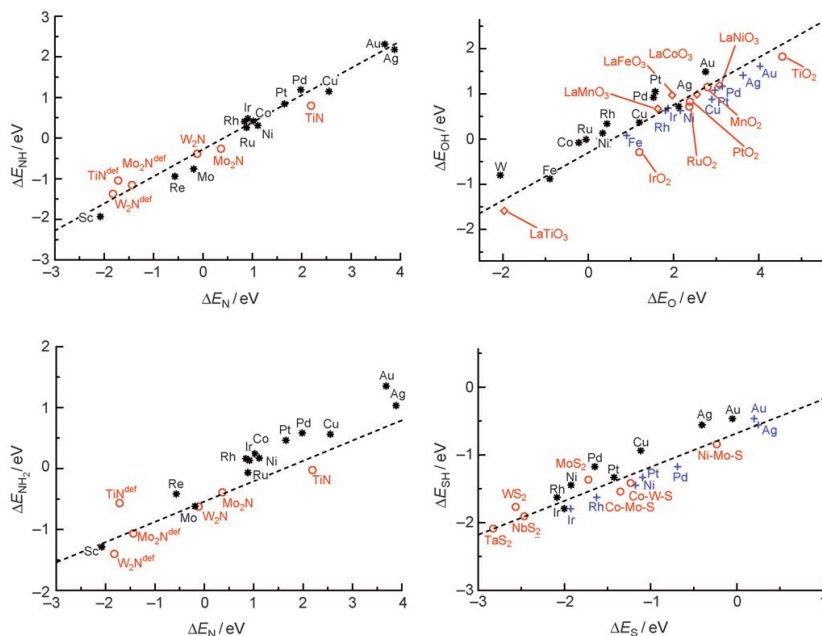 ΔE_NH / eV
3
2
1
0
−1
−2
−3
Au
Ag
Pd
Cu
Pt
TiN
Ir
Co
Rh
Ni
Ru
W₂N
Mo₂N
TiN^def
Mo₂N^def
W₂N^def
Re
Mo
Sc
−3 −2 −1 0 1 2 3 4
ΔE_N / eV
ΔE_OH / eV
2
1
0
−1
−2
LaNiO₃
LaCoO₃
LaFeO₃
Au
TiO₂
Pt
Au
Ag
LaMnO₃
Pd
Ag
Pd
Pt
Cu
Cu
Rh
Ir
Ni
MnO₂
Rh
Ru
Ni
Co
Fe
PtO₂
RuO₂
IrO₂
W
Fe
LaTiO₃
−2 0 2 4
ΔE_O / eV
ΔE_NH₂ / eV
2
1
0
−1
−2
Au
Ag
Pd
Cu
Pt
Ir
Co
Rh
Ni
Ru
TiN
Re
Mo₂N
TiN^def
W₂N
Mo
Mo₂N^def
Sc
W₂N^def
−3 −2 −1 0 1 2 3 4
ΔE_N / eV
ΔE_SH / eV
0
−1
−2
−3
Au
Au
Ag
Ag
Cu
Ni-Mo-S
MoS₂
Pd
Pt
Pt
Pd
Ni
Ni
Co-W-S
WS₂
Rh
Rh
Co-Mo-S
Ir
Ir
NbS₂
TaS₂
−3 −2 −1 0 1
ΔE_S / eV